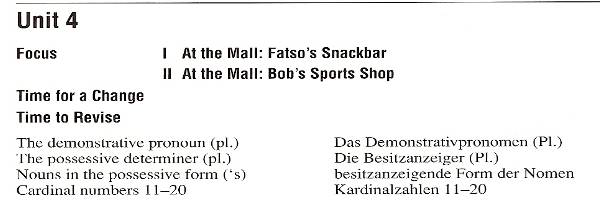 Unit 4
Focus I At the Mall: Fatso's Snackbar
II At the Mall: Bob's Sports Shop
Time for a Change
Time to Revise
The demonstrative pronoun (pl.) Das Demonstrativpronomen (Pl.)
The possessive determiner (pl.) Die Besitzanzeiger (Pl.)
Nouns in the possessive form ('s) besitzanzeigende Form der Nomen
Cardinal numbers 11–20 Kardinalzahlen 11–20